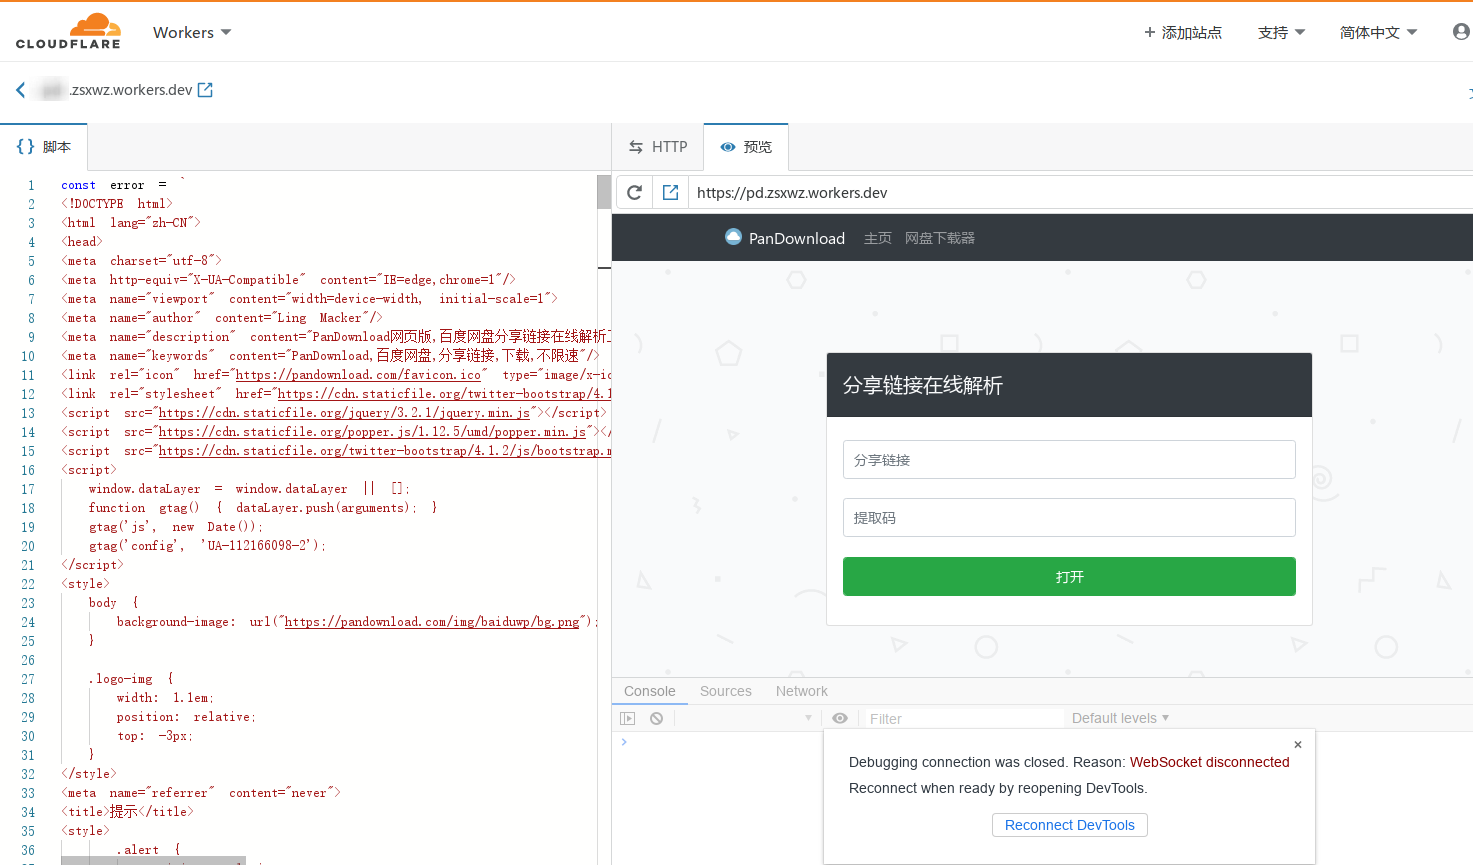 CLOUDFLARE
Workers
添加站点
支持
简体中文
.zsxwz.workers.dev
{} 脚本
HTTP
预览
https://pd.zsxwz.workers.dev
1 const error = `
2 <!DOCTYPE html>
3 <html lang="zh-CN">
4 <head>
5 <meta charset="utf-8">
6 <meta http-equiv="X-UA-Compatible" content="IE=edge,chrome=1"/>
7 <meta name="viewport" content="width=device-width, initial-scale=1">
8 <meta name="author" content="Ling Macker"/>
9 <meta name="description" content="PanDownload网页版,百度网盘分享链接在线解析
10 <meta name="keywords" content="PanDownload,百度网盘,分享链接,下载,不限速"/>
11 <link rel="icon" href="https://pandownload.com/favicon.ico" type="image/x-ic
12 <link rel="stylesheet" href="https://cdn.staticfile.org/twitter-bootstrap/4.1
13 <script src="https://cdn.staticfile.org/jquery/3.2.1/jquery.min.js"></script>
14 <script src="https://cdn.staticfile.org/popper.js/1.12.5/umd/popper.min.js"></
15 <script src="https://cdn.staticfile.org/twitter-bootstrap/4.1.2/js/bootstrap.m
16 <script>
17 window.dataLayer = window.dataLayer || [];
18 function gtag() { dataLayer.push(arguments); }
19 gtag('js', new Date());
20 gtag('config', 'UA-112166098-2');
21 </script>
22 <style>
23 body {
24 background-image: url("https://pandownload.com/img/baiduwp/bg.png");
25 }
26
27 .logo-img {
28 width: 1.1em;
29 position: relative;
30 top: -3px;
31 }
32 </style>
33 <meta name="referrer" content="never">
34 <title>提示</title>
35 <style>
36 .alert {
PanDownload 主页 网盘下载器
分享链接在线解析
分享链接
提取码
打开
Console Sources Network
Filter Default levels
Debugging connection was closed. Reason: WebSocket disconnected
Reconnect when ready by reopening DevTools.
Reconnect DevTools